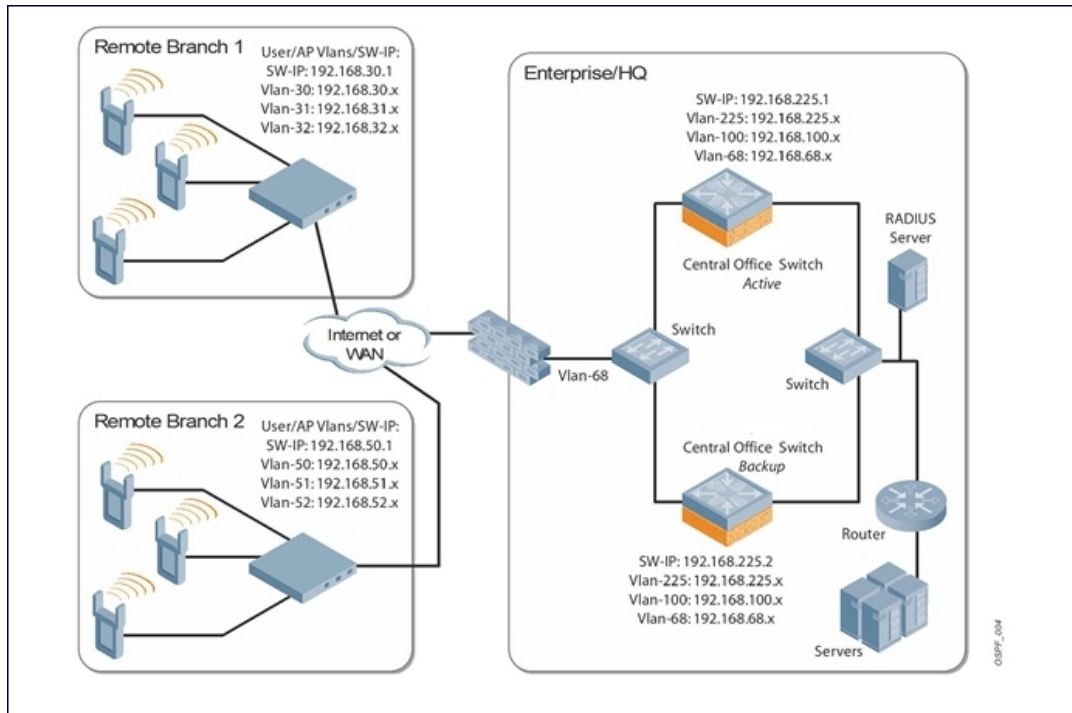 Remote Branch 1
User/AP Vlans/SW-IP:
SW-IP: 192.168.30.1
Vlan-30: 192.168.30.x
Vlan-31: 192.168.31.x
Vlan-32: 192.168.32.x
Enterprise/HQ
SW-IP: 192.168.225.1
Vlan-225: 192.168.225.x
Vlan-100: 192.168.100.x
Vlan-68: 192.168.68.x
RADIUS
Server
Central Office Switch
Active
Internet or
WAN
Vlan-68
Switch
Switch
Remote Branch 2
User/AP Vlans/SW-IP:
SW-IP: 192.168.50.1
Vlan-50: 192.168.50.x
Vlan-51: 192.168.51.x
Vlan-52: 192.168.52.x
Central Office Switch
Backup
Router
SW-IP: 192.168.225.2
Vlan-225: 192.168.225.x
Vlan-100: 192.168.100.x
Vlan-68: 192.168.68.x
Servers
OSPF_004